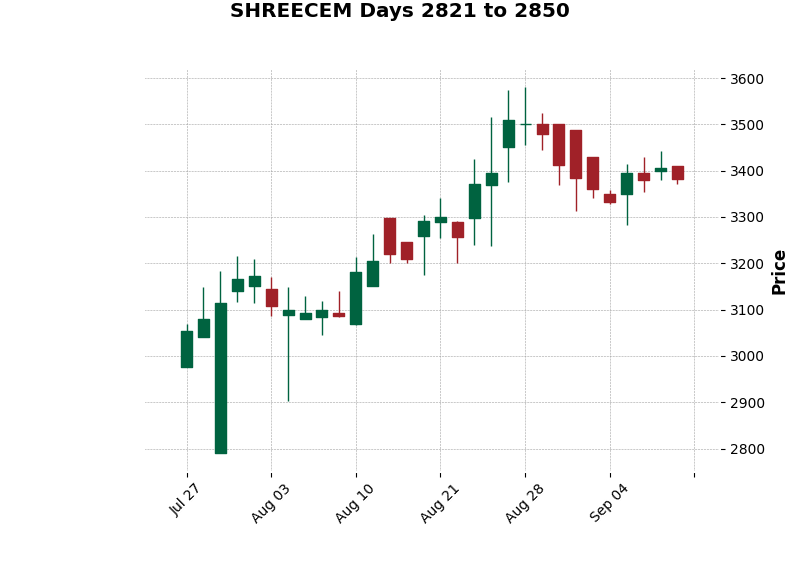 SHREECEM Days 2821 to 2850
3600
3500
3400
3300
3200
3100
3000
2900
2800
Price
Jul 27
Aug 03
Aug 10
Aug 21
Aug 28
Sep 04